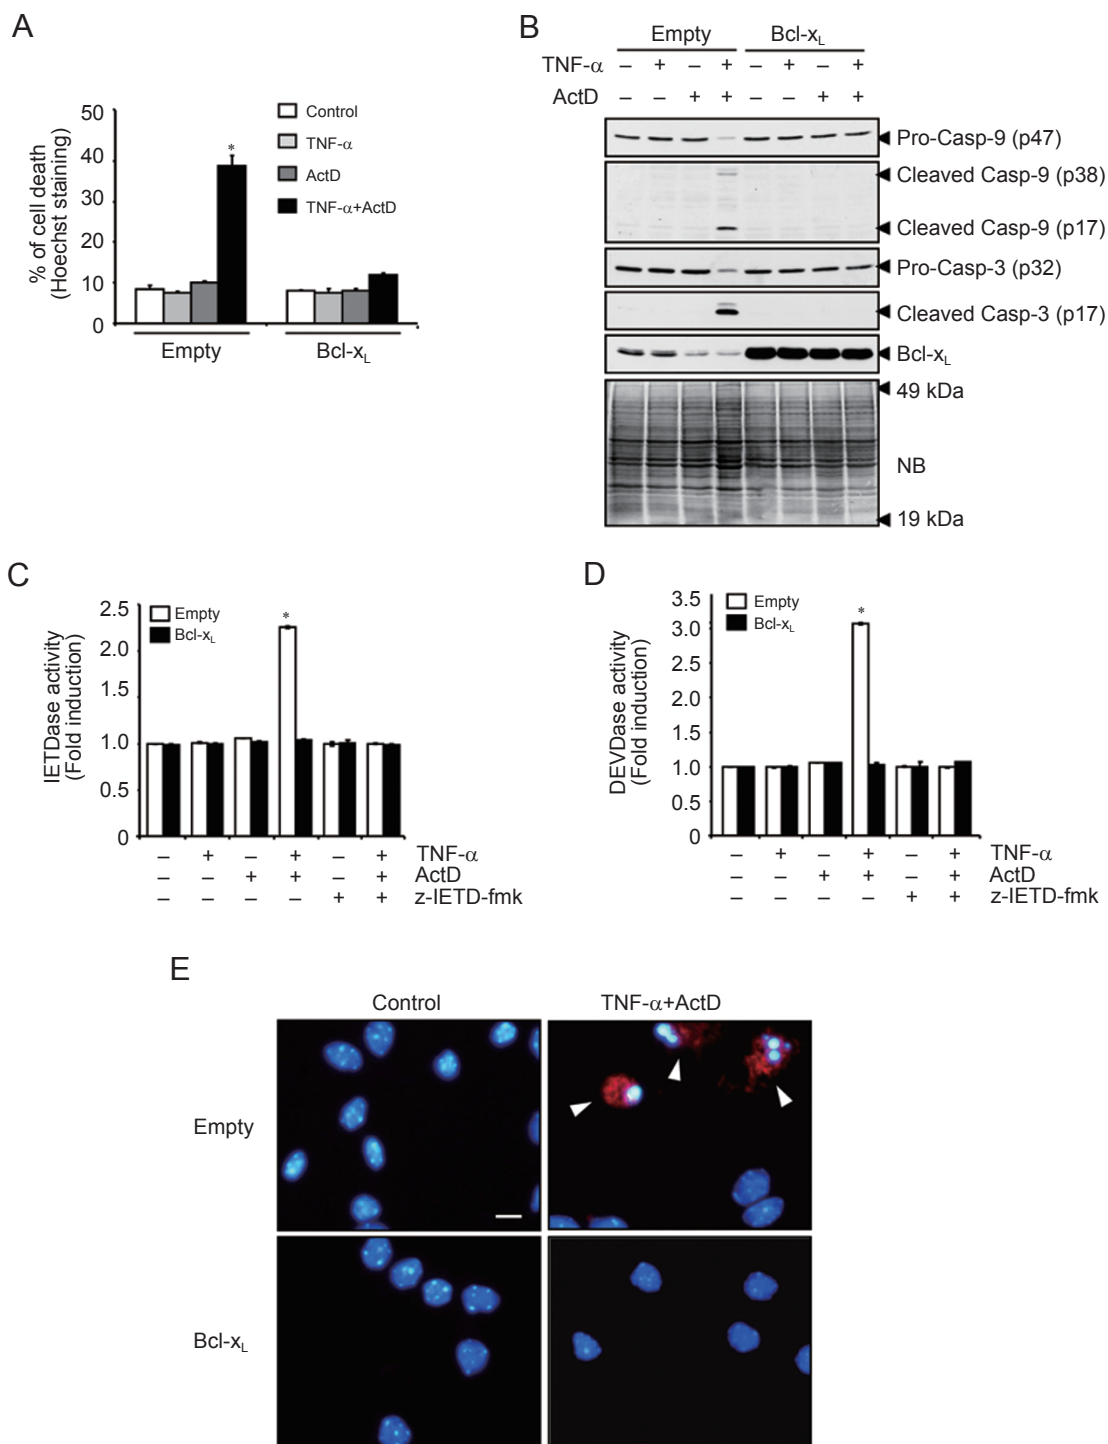 A
% of cell death
(Hoechst staining)
50
40
30
20
10
0
Control
TNF-α
ActD
TNF-α+ActD
*
Empty
Bcl-xL
B
Empty Bcl-xL
TNF-α – + – + – + – +
ActD – – + + – – + +
Pro-Casp-9 (p47)
Cleaved Casp-9 (p38)
Cleaved Casp-9 (p17)
Pro-Casp-3 (p32)
Cleaved Casp-3 (p17)
Bcl-xL
49 kDa
NB
19 kDa
C
IETDase activity
(Fold induction)
2.5
2.0
1.5
1.0
0.5
0
Empty
Bcl-xL
*
– + – + – + TNF-α
– – + + – + ActD
– – – – + + z-IETD-fmk
D
DEVDase activity
(Fold induction)
3.5
3.0
2.5
2.0
1.5
1.0
0.5
0
Empty
Bcl-xL
*
– + – + – + TNF-α
– – + + – + ActD
– – – – + + z-IETD-fmk
E
Control TNF-α+ActD
Empty
Bcl-xL